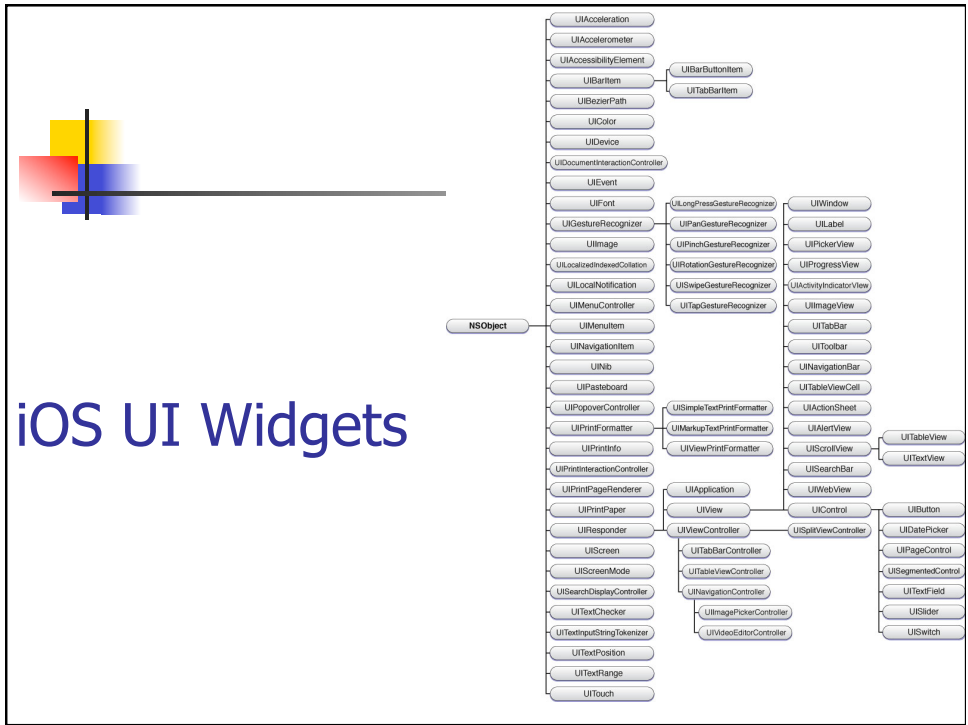 iOS UI Widgets
NSObject
UIAcceleration
UIAccelerometer
UIAccessibilityElement
UIBarItem
UIBarButtonItem
UITabBarItem
UIBezierPath
UIColor
UIDevice
UIDocumentInteractionController
UIEvent
UIFont
UIGestureRecognizer
UILongPressGestureRecognizer
UIPanGestureRecognizer
UIPinchGestureRecognizer
UIRotationGestureRecognizer
UISwipeGestureRecognizer
UITapGestureRecognizer
UIImage
UILocalizedIndexedCollation
UILocalNotification
UIMenuController
UIMenuItem
UINavigationItem
UINib
UIPasteboard
UIPopoverController
UIPrintFormatter
UISimpleTextPrintFormatter
UIMarkupTextPrintFormatter
UIViewPrintFormatter
UIPrintInfo
UIPrintInteractionController
UIPrintPageRenderer
UIPrintPaper
UIResponder
UIApplication
UIView
UIWindow
UILabel
UIPickerView
UIProgressView
UIActivityIndicatorView
UIImageView
UITabBar
UIToolbar
UINavigationBar
UITableViewCell
UIActionSheet
UIAlertView
UIScrollView
UITableView
UITextView
UISearchBar
UIWebView
UIControl
UIButton
UIDatePicker
UIPageControl
UISegmentedControl
UITextField
UISlider
UISwitch
UIViewController
UISplitViewController
UITabBarController
UITableViewController
UINavigationController
UIImagePickerController
UIVideoEditorController
UIScreen
UIScreenMode
UISearchDisplayController
UITextChecker
UITextInputStringTokenizer
UITextPosition
UITextRange
UITouch